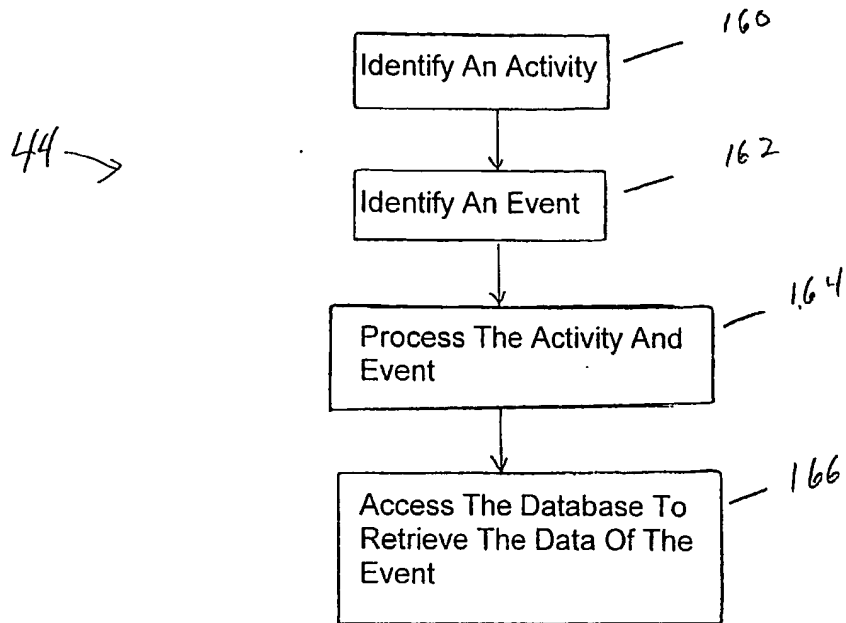 160
Identify An Activity
44
162
Identify An Event
164
Process The Activity And
Event
166
Access The Database To
Retrieve The Data Of The
Event